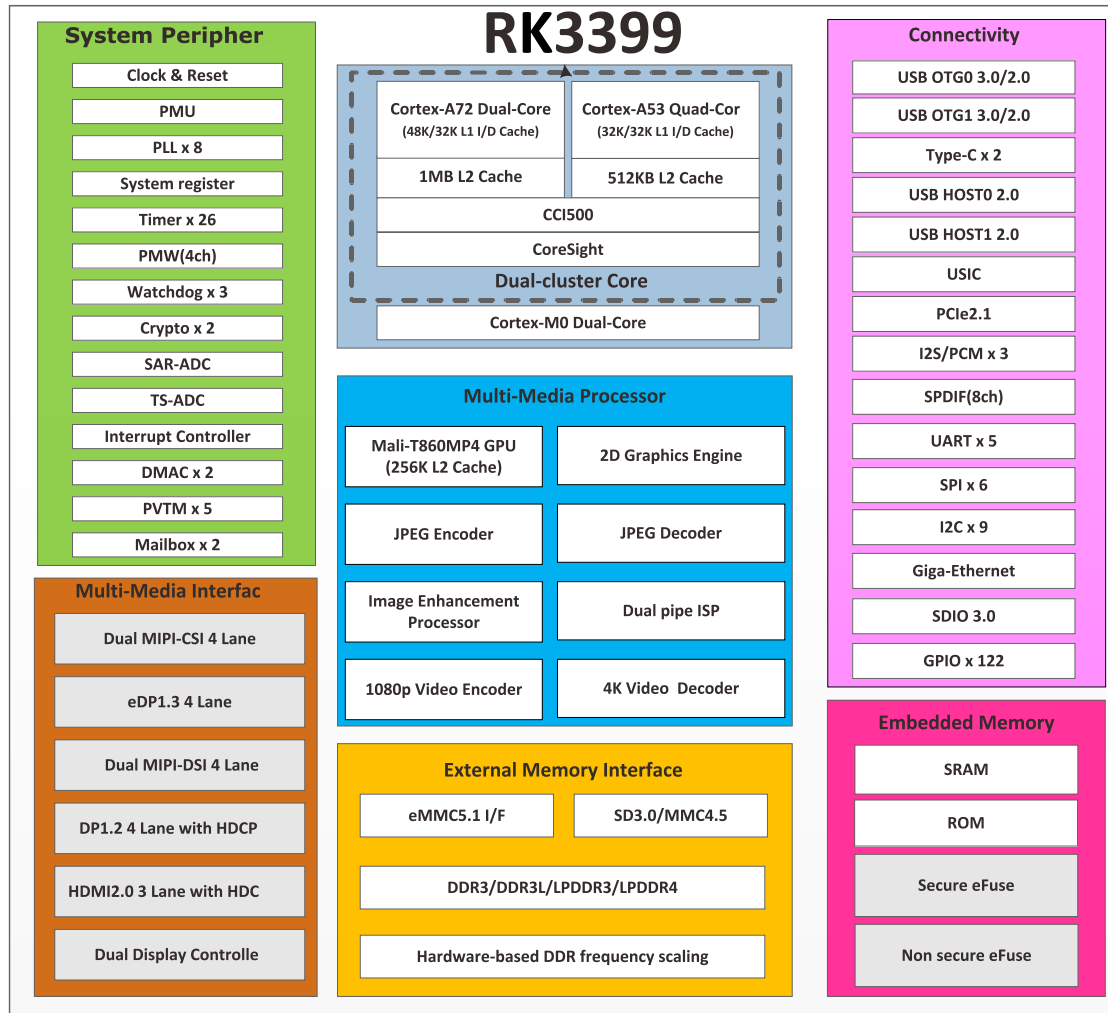 RK3399
System Peripher
Clock & Reset
PMU
PLL x 8
System register
Timer x 26
PMW(4ch)
Watchdog x 3
Crypto x 2
SAR-ADC
TS-ADC
Interrupt Controller
DMAC x 2
PVTM x 5
Mailbox x 2
Multi-Media Interfac
Dual MIPI-CSI 4 Lane
eDP1.3 4 Lane
Dual MIPI-DSI 4 Lane
DP1.2 4 Lane with HDCP
HDMI2.0 3 Lane with HDC
Dual Display Controlle
Cortex-A72 Dual-Core
(48K/32K L1 I/D Cache)
Cortex-A53 Quad-Cor
(32K/32K L1 I/D Cache)
1MB L2 Cache
512KB L2 Cache
CCI500
CoreSight
Dual-cluster Core
Cortex-M0 Dual-Core
Multi-Media Processor
Mali-T860MP4 GPU
(256K L2 Cache)
2D Graphics Engine
JPEG Encoder
JPEG Decoder
Image Enhancement
Processor
Dual pipe ISP
1080p Video Encoder
4K Video Decoder
External Memory Interface
eMMC5.1 I/F
SD3.0/MMC4.5
DDR3/DDR3L/LPDDR3/LPDDR4
Hardware-based DDR frequency scaling
Connectivity
USB OTG0 3.0/2.0
USB OTG1 3.0/2.0
Type-C x 2
USB HOST0 2.0
USB HOST1 2.0
USIC
PCIe2.1
I2S/PCM x 3
SPDIF(8ch)
UART x 5
SPI x 6
I2C x 9
Giga-Ethernet
SDIO 3.0
GPIO x 122
Embedded Memory
SRAM
ROM
Secure eFuse
Non secure eFuse